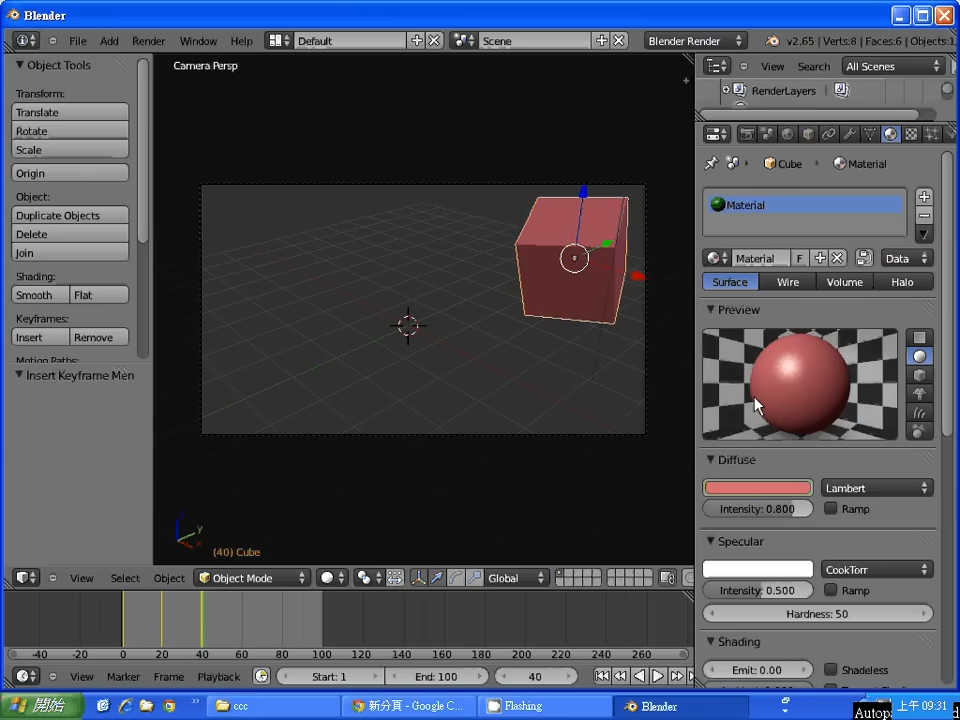 Blender
File Add Render Window Help Default Scene Blender Render v2.65 | Verts:8 | Faces:6 | Objects:1
Object Tools
Transform:
Translate
Rotate
Scale
Origin
Object:
Duplicate Objects
Delete
Join
Shading:
Smooth Flat
Keyframes:
Insert Remove
Motion Paths:
Insert Keyframe Men
Camera Persp
z
y
x
(40) Cube
View Search All Scenes
RenderLayers
Cube Material
Material
Material F Data
Surface Wire Volume Halo
Preview
Diffuse
Lambert
Intensity: 0.800 Ramp
Specular
CookTorr
Intensity: 0.500 Ramp
Hardness: 50
Shading
Emit: 0.00 Shadeless
View Select Object Object Mode Global
-40 -20 0 20 40 60 80 100 120 140 160 180 200 220 240 260
View Marker Frame Playback Start: 1 End: 100 40
開始 ccc 新分頁 - Google C... Flashing Blender 上午 09:31